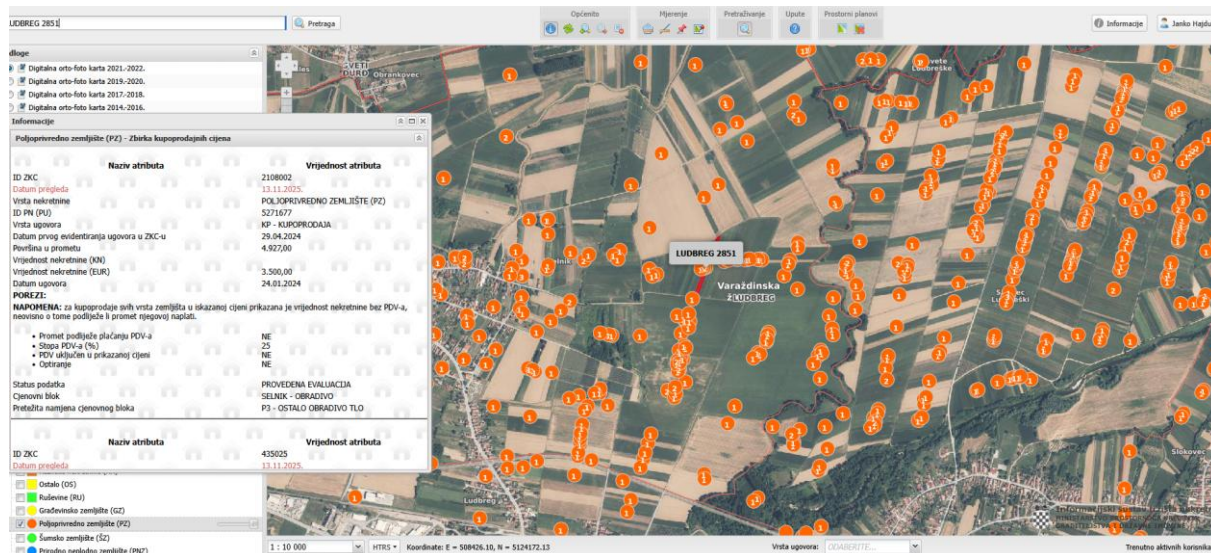 LUDBREG 2851
Pretraga
Općenito
Mjerenje
Pretraživanje
Upute
Prostorni planovi
Informacije
Janko Hajdu
dloge
Digitalna orto-foto karta 2021.-2022.
Digitalna orto-foto karta 2019.-2020.
Digitalna orto-foto karta 2017.-2018.
Digitalna orto-foto karta 2014.-2016.
Informacije
Poljoprivredno zemljište (PZ) - Zbirka kupoprodajnih cijena
Naziv atributa Vrijednost atributa
ID ZKC 2108002
Datum pregleda 13.11.2025.
Vrsta nekretnine POLJOPRIVREDNO ZEMLJIŠTE (PZ)
ID PN (PU) 5271677
Vrsta ugovora KP - KUPOPRODAJA
Datum prvog evidentiranja ugovora u ZKC-u 29.04.2024
Površina u prometu 4.927,00
Vrijednost nekretnine (KN)
Vrijednost nekretnine (EUR) 3.500,00
Datum ugovora 24.01.2024
POREZI:
NAPOMENA: za kupoprodaje svih vrsta zemljišta u iskazanoj cijeni prikazana je vrijednost nekretnine bez PDV-a,
neovisno o tome podliježe li promet njegovoj naplati.
• Promet podliježe plaćanju PDV-a NE
• Stopa PDV-a (%) 25
• PDV uključen u prikazanoj cijeni NE
• Optiranje NE
Status podatka PROVEDENA EVALUACIJA
Cjenovni blok SELNIK - OBRADIVO
Pretežita namjena cjenovnog bloka P3 - OSTALO OBRADIVO TLO
Naziv atributa Vrijednost atributa
ID ZKC 435025
Datum pregleda 13.11.2025.
Ostalo (OS)
Ruševine (RU)
Građevinsko zemljište (GZ)
Poljoprivredno zemljište (PZ)
Šumsko zemljište (ŠZ)
Prirodno neplodno zemljište (PNZ)
SVETI
ĐURĐ
Obrankovec
LUDBREG 2851
Varaždinska
LUDBREG
Ludbreg
Slokovec
1 : 10 000
HTRS
Koordinate: E = 508426.10, N = 5124172.13
Vrsta ugovora: ODABERITE...
Trenutno aktivnih korisnika